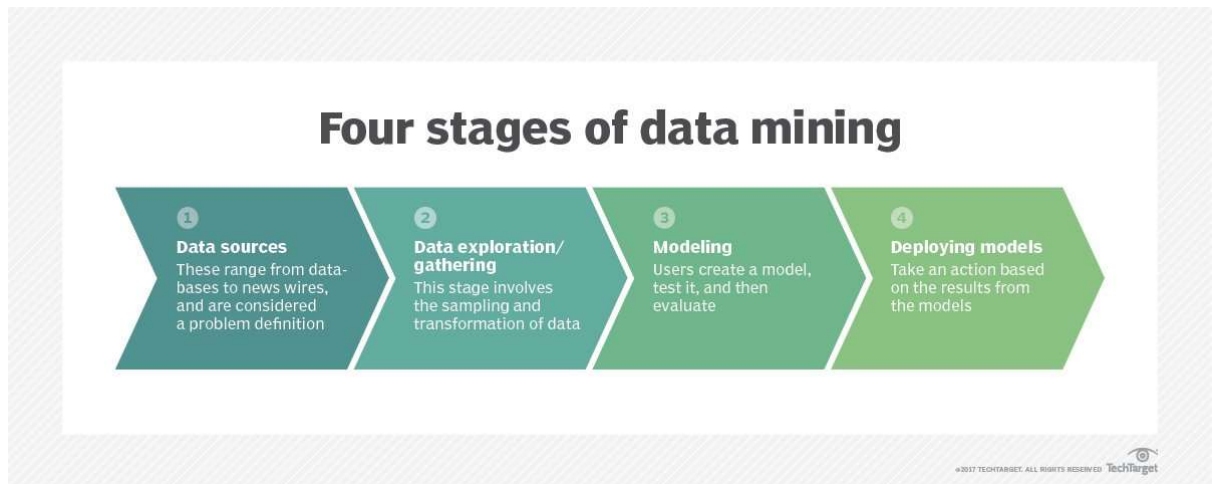 Four stages of data mining
1
Data sources
These range from data-
bases to news wires,
and are considered
a problem definition
2
Data exploration/
gathering
This stage involves
the sampling and
transformation of data
3
Modeling
Users create a model,
test it, and then
evaluate
4
Deploying models
Take an action based
on the results from
the models
©2017 TECHTARGET. ALL RIGHTS RESERVED TechTarget